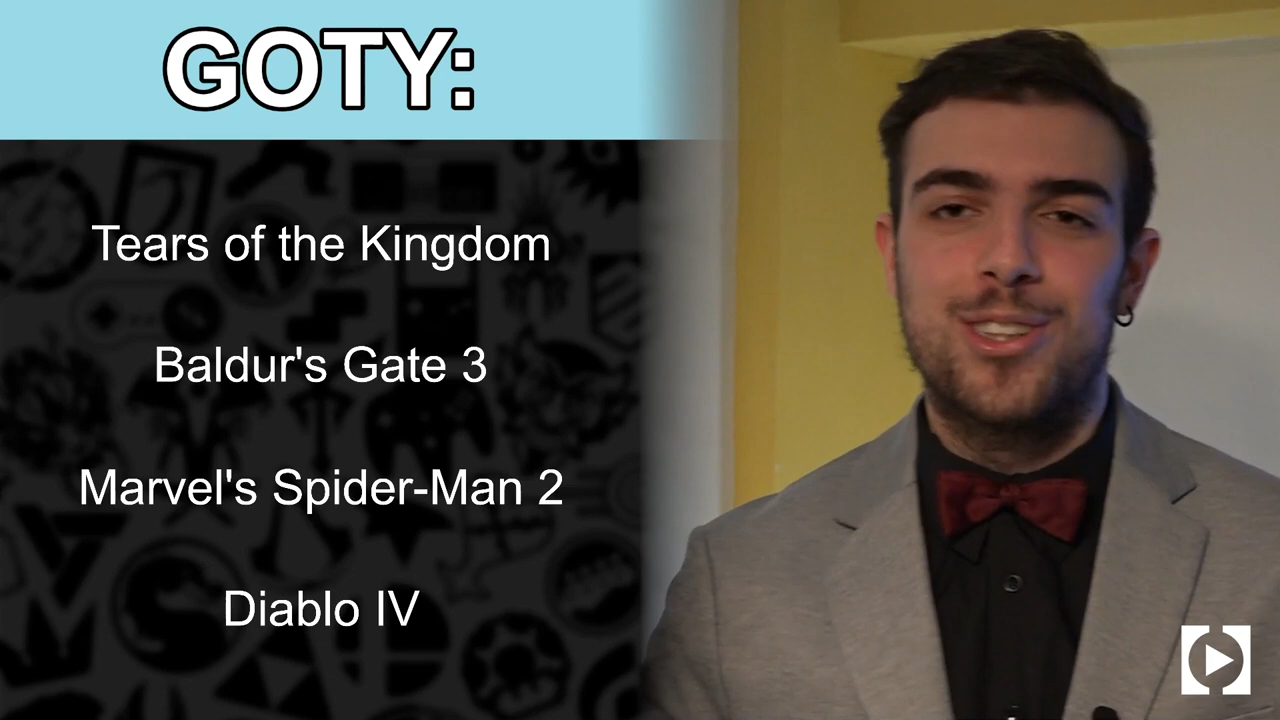 GOTY:
Tears of the Kingdom
Baldur's Gate 3
Marvel's Spider-Man 2
Diablo IV